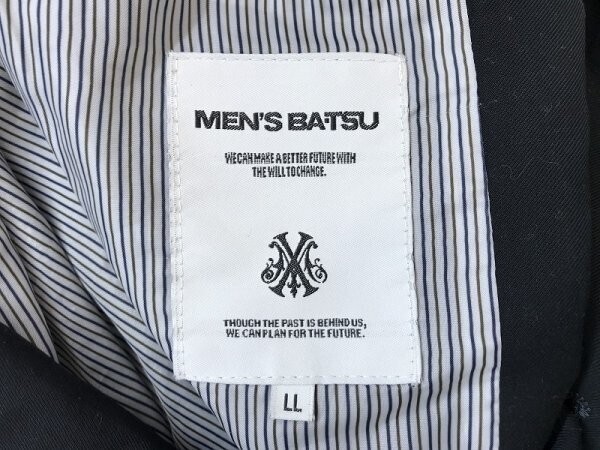 MEN'S BA-TSU
WE CAN MAKE A BETTER FUTURE WITH
THE WILL TO CHANGE.
THOUGH THE PAST IS BEHIND US,
WE CAN PLAN FOR THE FUTURE.
LL